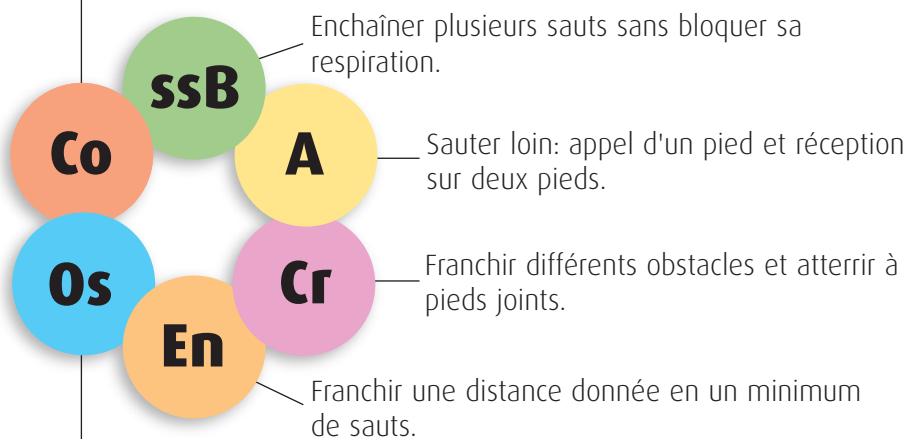 Enchaîner plusieurs sauts sans bloquer sa
respiration.
ssB
Co
A
Sauter loin: appel d'un pied et réception
sur deux pieds.
Os
Cr
Franchir différents obstacles et atterrir à
pieds joints.
En
Franchir une distance donnée en un minimum
de sauts.